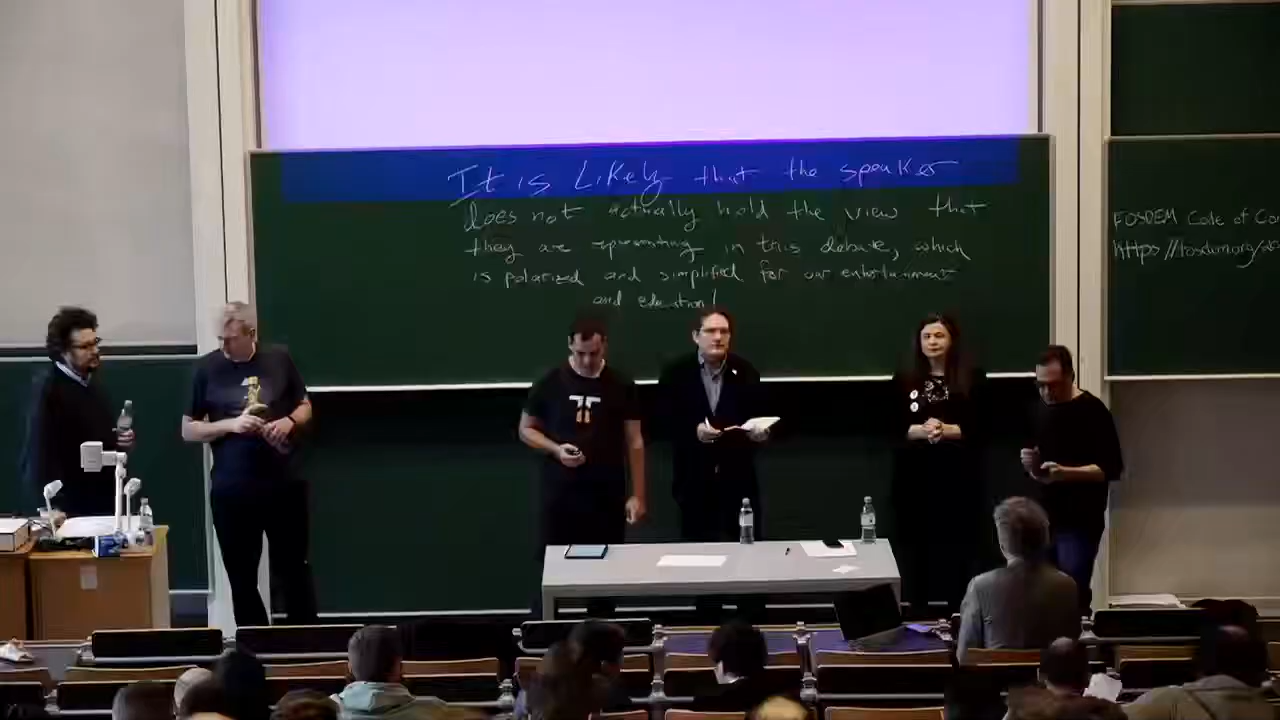 It is Likely that the speaker
does not actually hold the view that
they are representing in this debate, which
is polarized and simplified for our entertainment
and education!
FOSDEM Code of Co
https://fosdem.org/